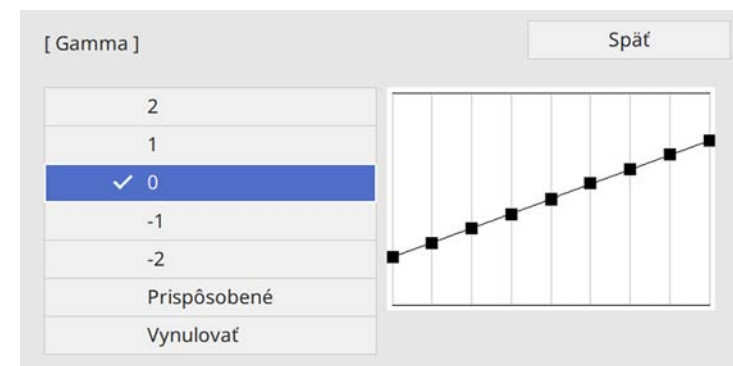 [ Gamma ]
Späť
2
1
0
-1
-2
Prispôsobené
Vynulovať